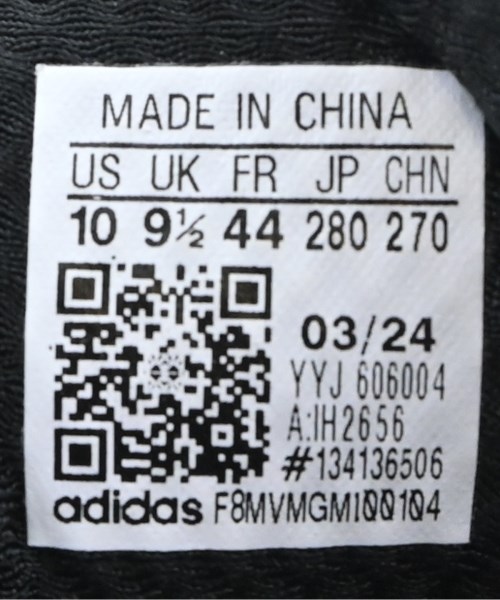 MADE IN CHINA
US UK FR JP CHN
10 9½ 44 280 270
03/24
YYJ 606004
A:IH2656
#134136506
adidas F8MVMGM100104